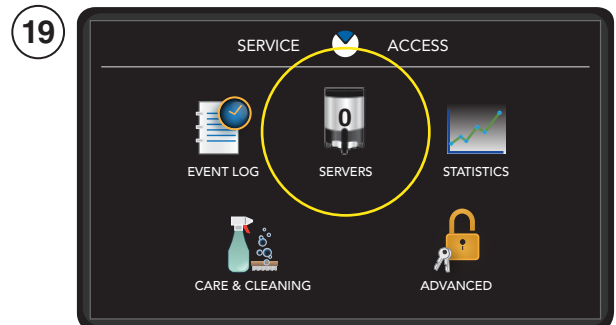 19
SERVICE ACCESS
0
EVENT LOG SERVERS STATISTICS
CARE & CLEANING ADVANCED